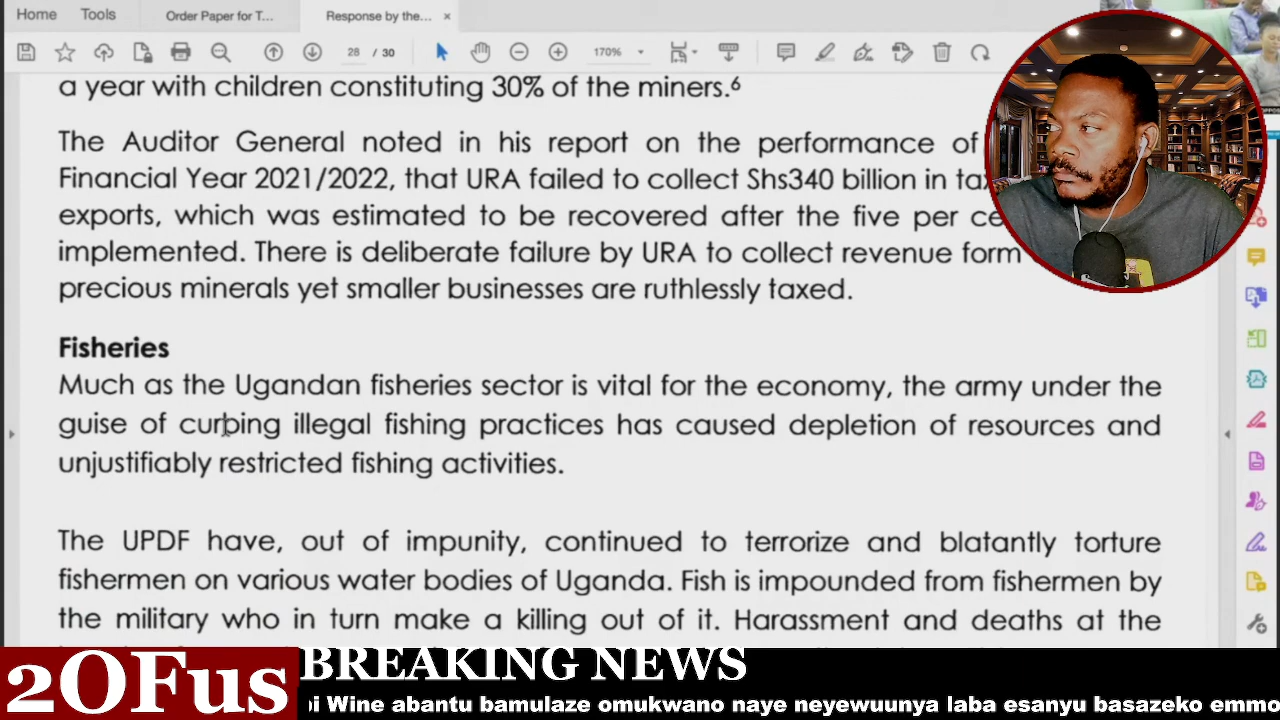 Home Tools Order Paper for T... Response by the... ×
28 / 30 170%
a year with children constituting 30% of the miners.⁶
The Auditor General noted in his report on the performance of
Financial Year 2021/2022, that URA failed to collect Shs340 billion in
exports, which was estimated to be recovered after the five per
implemented. There is deliberate failure by URA to collect revenue form
precious minerals yet smaller businesses are ruthlessly taxed.
Fisheries
Much as the Ugandan fisheries sector is vital for the economy, the army under the
guise of curbing illegal fishing practices has caused depletion of resources and
unjustifiably restricted fishing activities.
The UPDF have, out of impunity, continued to terrorize and blatantly torture
fishermen on various water bodies of Uganda. Fish is impounded from fishermen by
the military who in turn make a killing out of it. Harassment and deaths at the
2OFus
BREAKING NEWS
Wine abantu bamulaze omukwano naye neyewuunya laba esanyu basazeko emmo